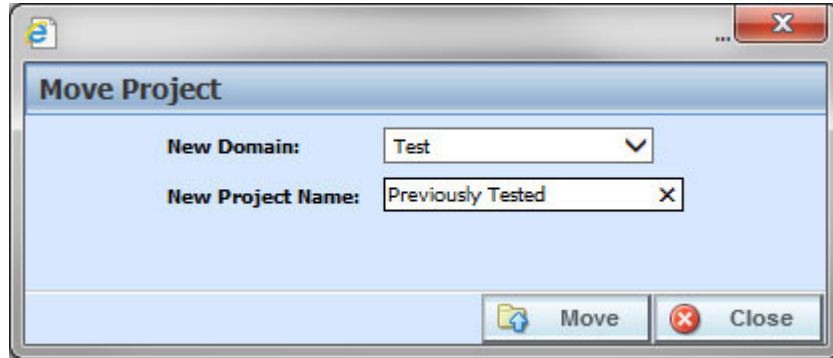 ...
Move Project
New Domain: Test
New Project Name: Previously Tested
Move Close